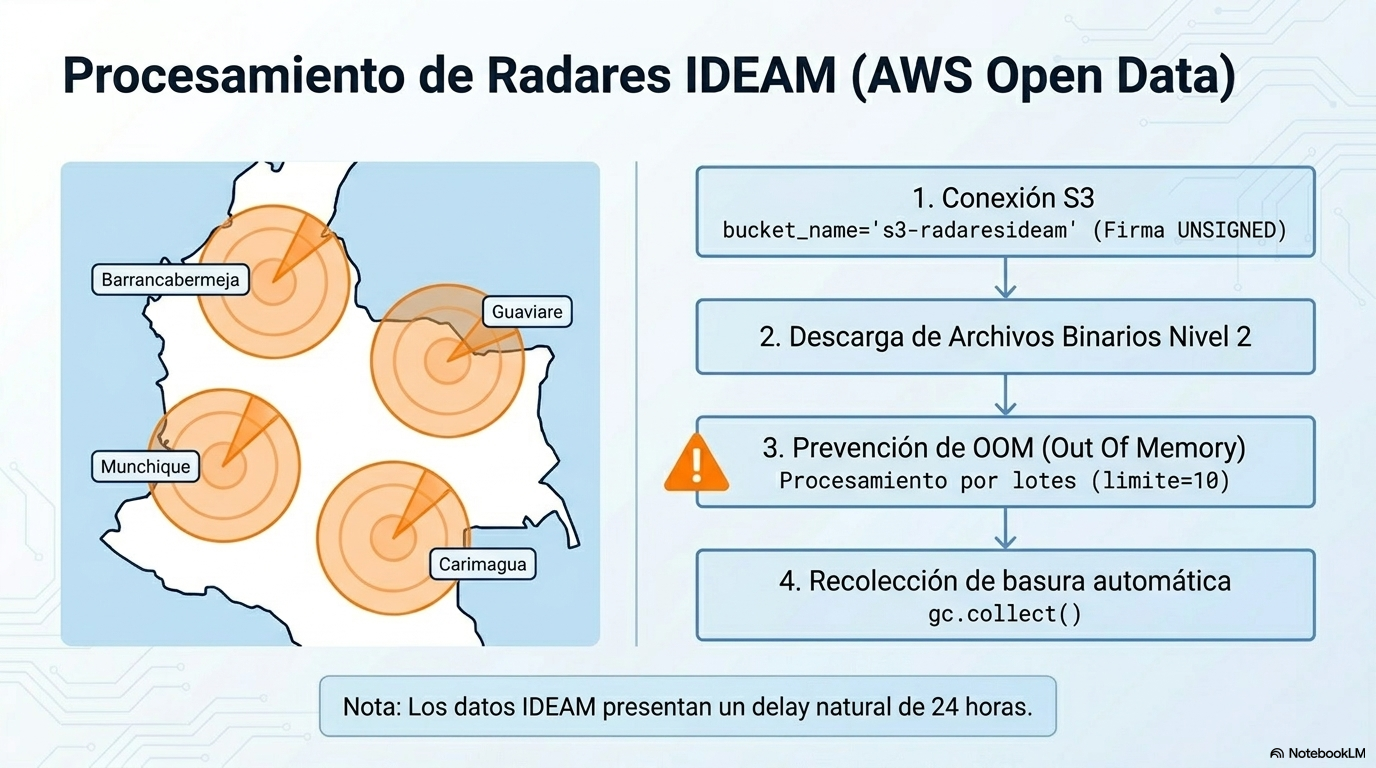 Procesamiento de Radares IDEAM (AWS Open Data)
Barrancabermeja
Guaviare
Munchique
Carimagua
1. Conexión S3
bucket_name='s3-radaresideam' (Firma UNSIGNED)
2. Descarga de Archivos Binarios Nivel 2
3. Prevención de OOM (Out Of Memory)
Procesamiento por lotes (limite=10)
4. Recolección de basura automática
gc.collect()
Nota: Los datos IDEAM presentan un delay natural de 24 horas.
NotebookLM